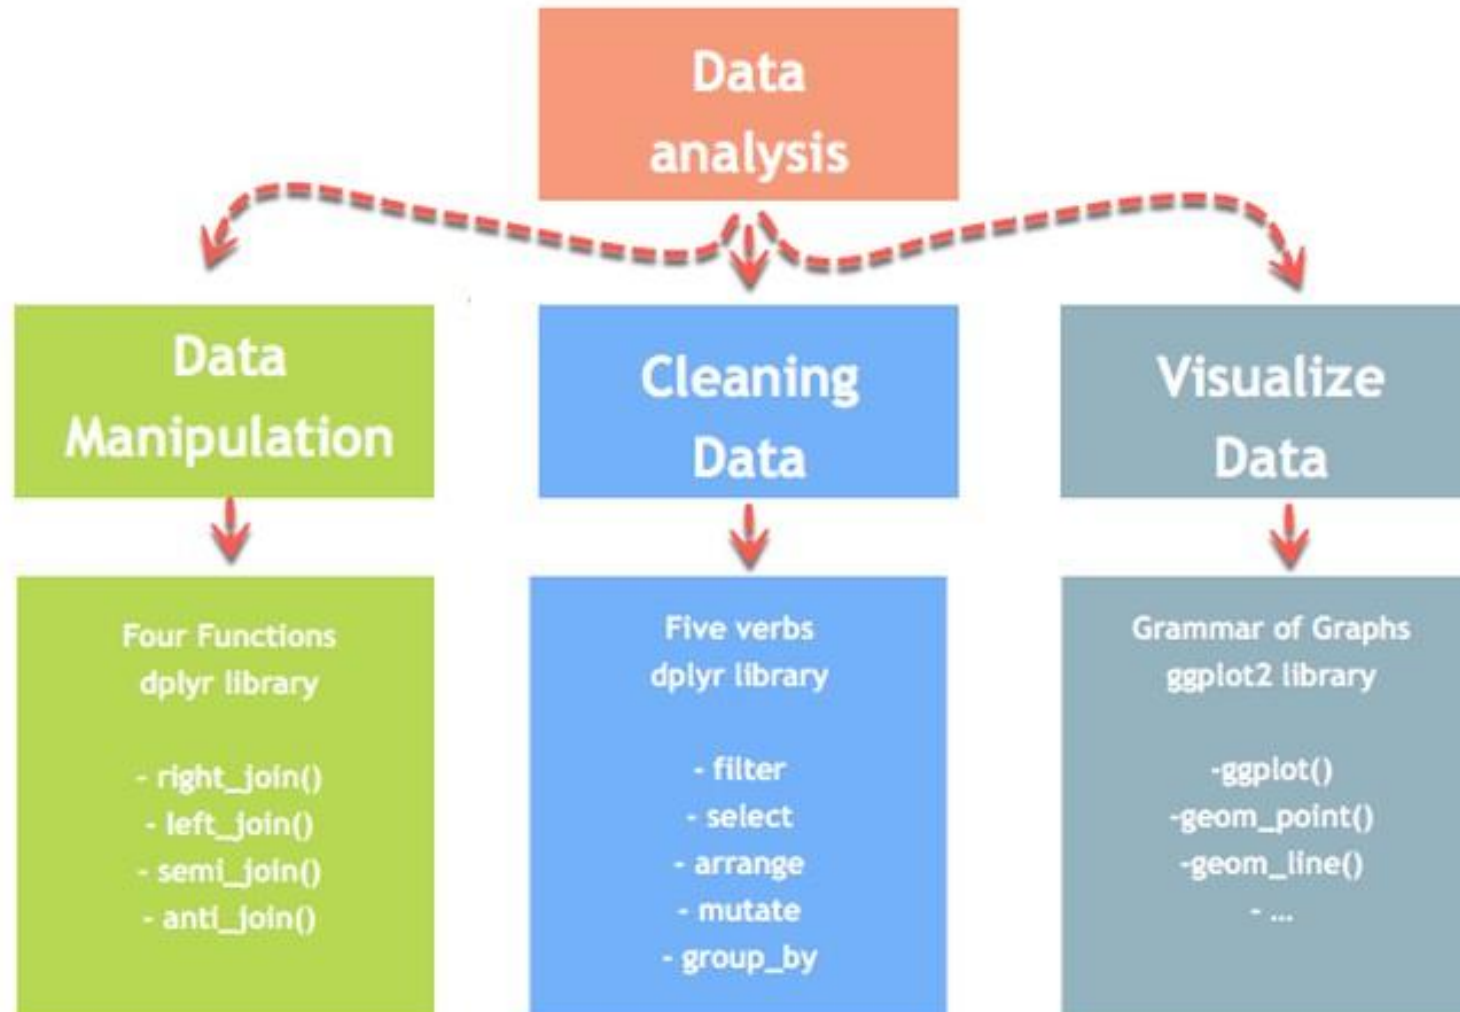 Data
analysis
Data
Manipulation
Cleaning
Data
Visualize
Data
Four Functions
dplyr library
- right_join()
- left_join()
- semi_join()
- anti_join()
Five verbs
dplyr library
- filter
- select
- arrange
- mutate
- group_by
Grammar of Graphs
ggplot2 library
-ggplot()
-geom_point()
-geom_line()
- ...